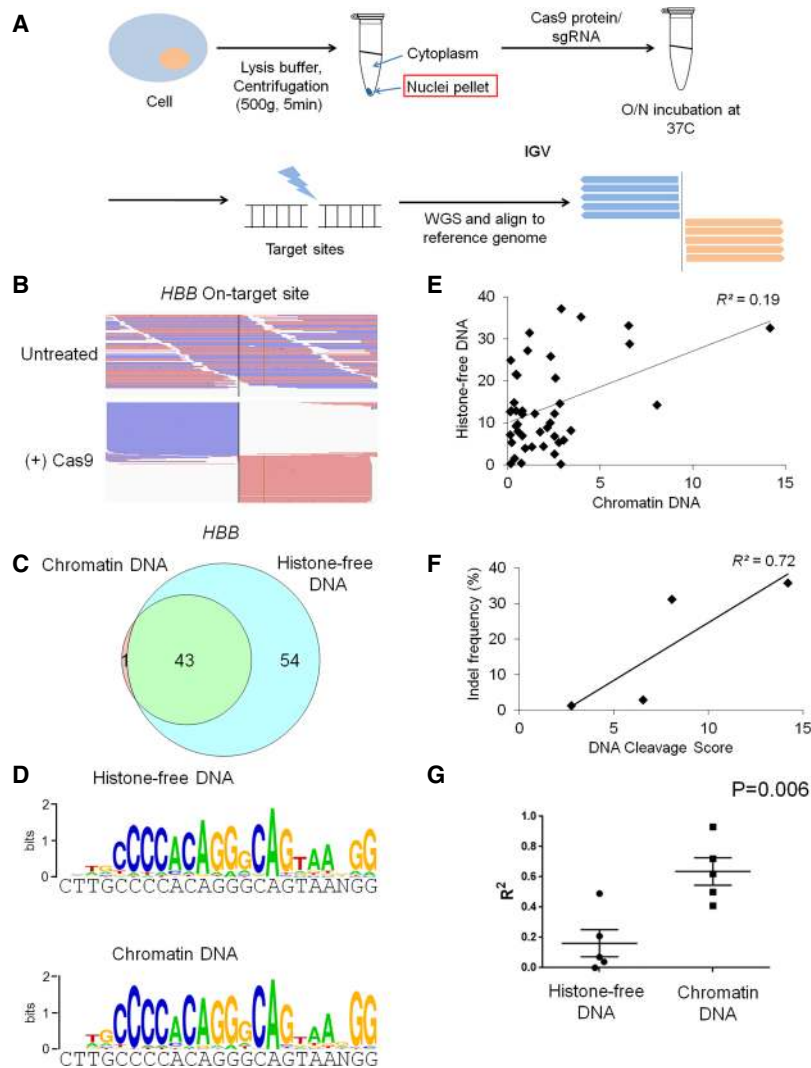 A
Cell
Lysis buffer,
Centrifugation
(500g, 5min)
Cytoplasm
Nuclei pellet
Cas9 protein/
sgRNA
O/N incubation at
37C
Target sites
WGS and align to
reference genome
IGV
B
HBB On-target site
Untreated
(+) Cas9
C
HBB
Chromatin DNA
Histone-free
DNA
1
43
54
D
Histone-free DNA
bits
2
1
0
CTTGCCCCACAGGGCAGTAANGG
Chromatin DNA
bits
2
1
0
CTTGCCCCACAGGGCAGTAANGG
E
R² = 0.19
Histone-free DNA
40
30
20
10
0
0 5 10 15
Chromatin DNA
F
R² = 0.72
Indel frequency (%)
40
30
20
10
0
0 5 10 15
DNA Cleavage Score
G
P=0.006
R²
1.0
0.8
0.6
0.4
0.2
0.0
Histone-free
DNA
Chromatin
DNA